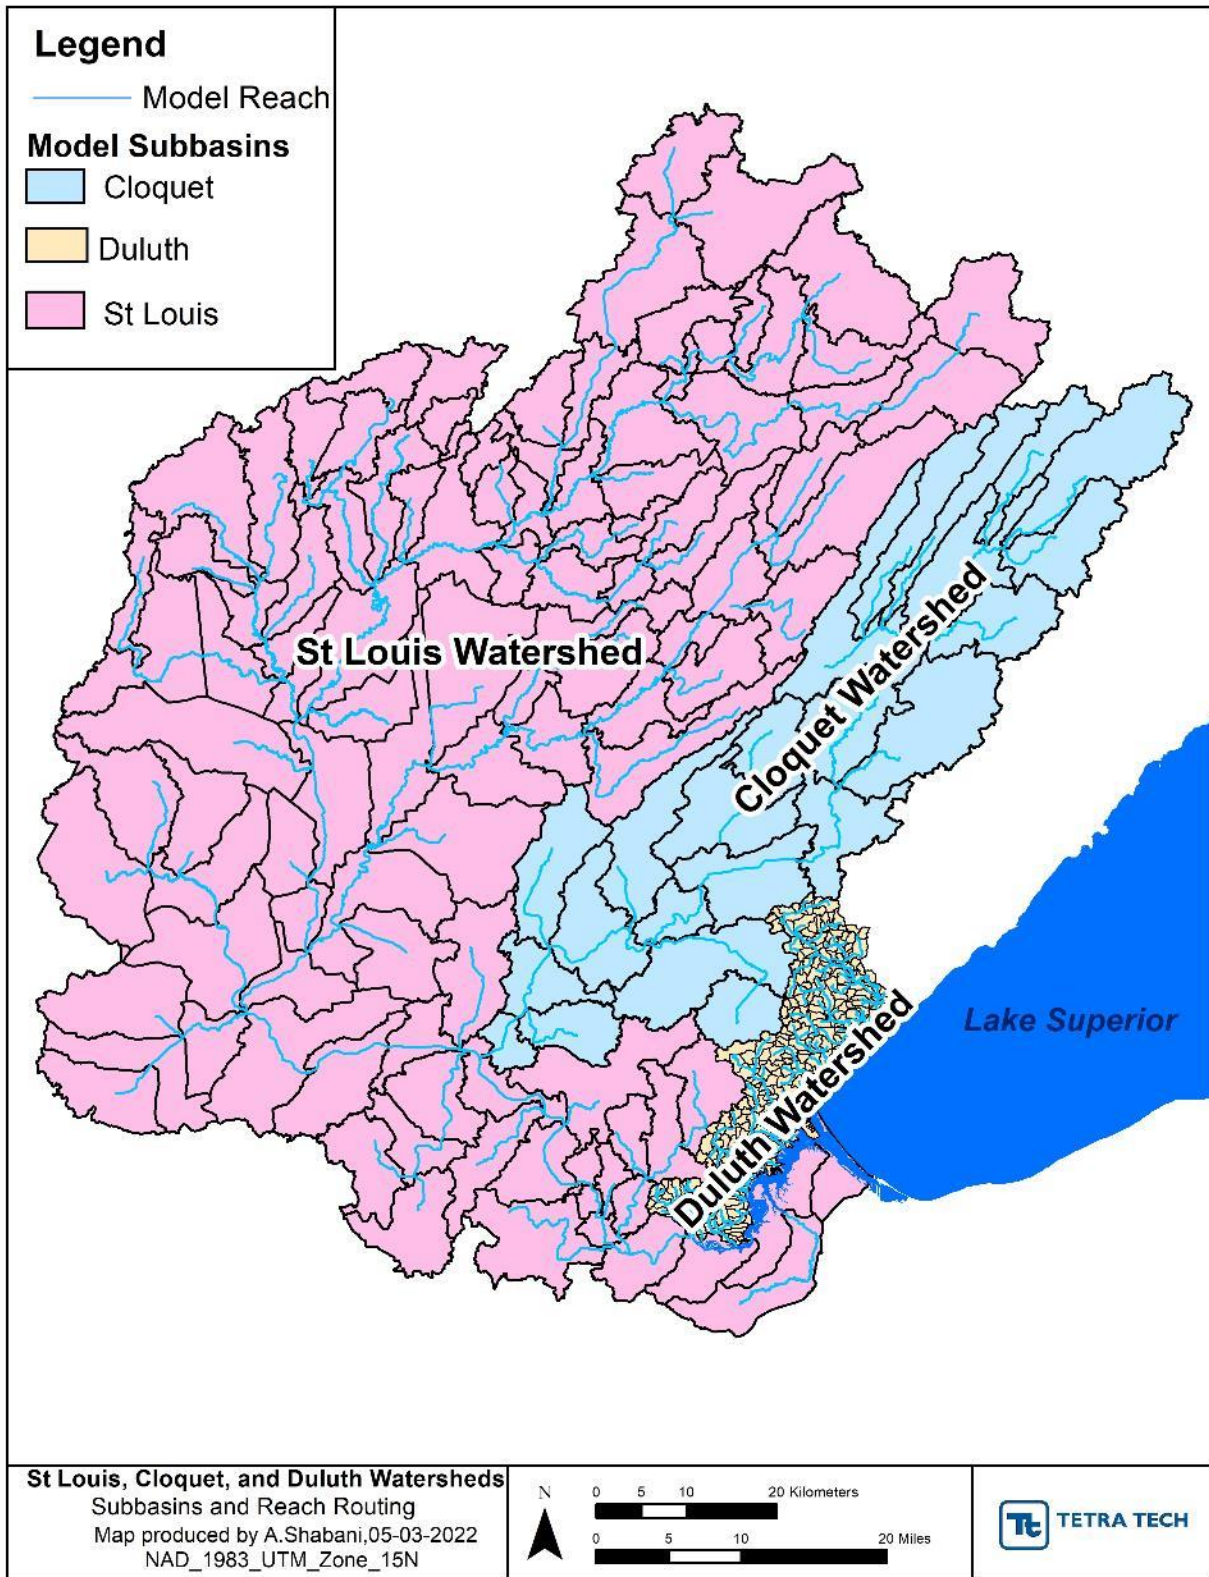 Legend
Model Reach
Model Subbasins
Cloquet
Duluth
St Louis
St Louis Watershed
Cloquet Watershed
Lake Superior
Duluth Watershed
St Louis, Cloquet, and Duluth Watersheds
Subbasins and Reach Routing
Map produced by A.Shabani,05-03-2022
NAD_1983_UTM_Zone_15N
N
0 5 10 20 Kilometers
0 5 10 20 Miles
Tt TETRA TECH